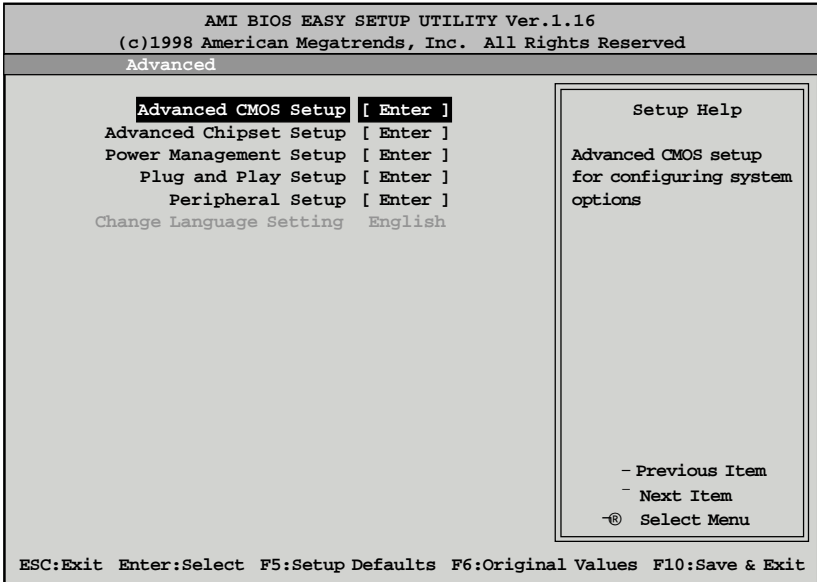 AMI BIOS EASY SETUP UTILITY Ver.1.16
(c)1998 American Megatrends, Inc. All Rights Reserved
Advanced
Advanced CMOS Setup [ Enter ]
Advanced Chipset Setup [ Enter ]
Power Management Setup [ Enter ]
Plug and Play Setup [ Enter ]
Peripheral Setup [ Enter ]
Change Language Setting English
Setup Help
Advanced CMOS setup
for configuring system
options
– Previous Item
¯ Next Item
¬® Select Menu
ESC:Exit Enter:Select F5:Setup Defaults F6:Original Values F10:Save & Exit